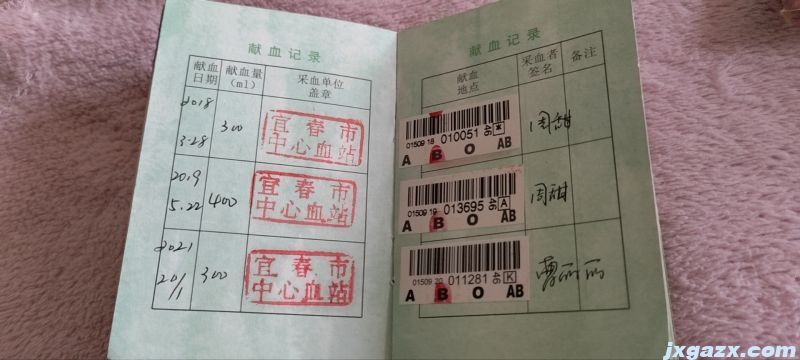 献血记录
献血日期
献血量(ml)
采血单位盖章
2018
3.28
300
宜春市
中心血站
2019
5.22
400
宜春市
中心血站
2021
20/1
300
宜春市
中心血站
献血记录
献血地点
采血者签名
备注
01509 18 010051
A B O AB
周甜
01509 19 013695 A
A B O AB
周甜
01509 20 011281 K
A B O AB
丽丽
jxgazx.com